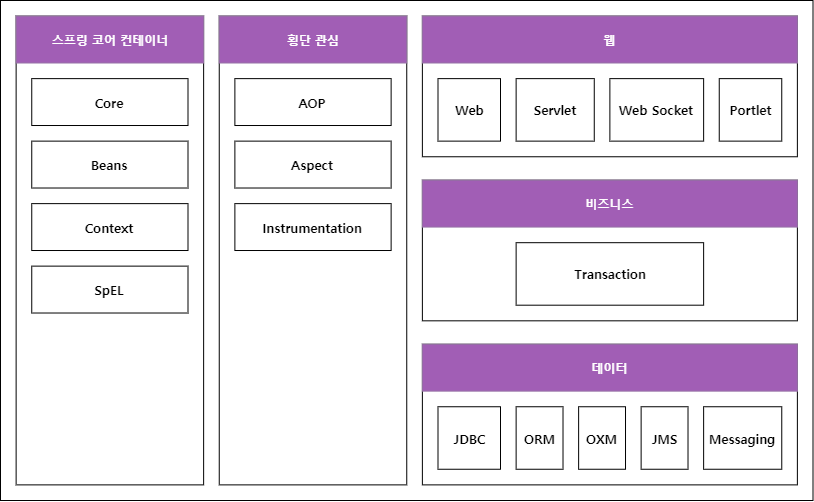 스프링 코어 컨테이너
Core
Beans
Context
SpEL
횡단 관심
AOP
Aspect
Instrumentation
웹
Web
Servlet
Web Socket
Portlet
비즈니스
Transaction
데이터
JDBC
ORM
OXM
JMS
Messaging